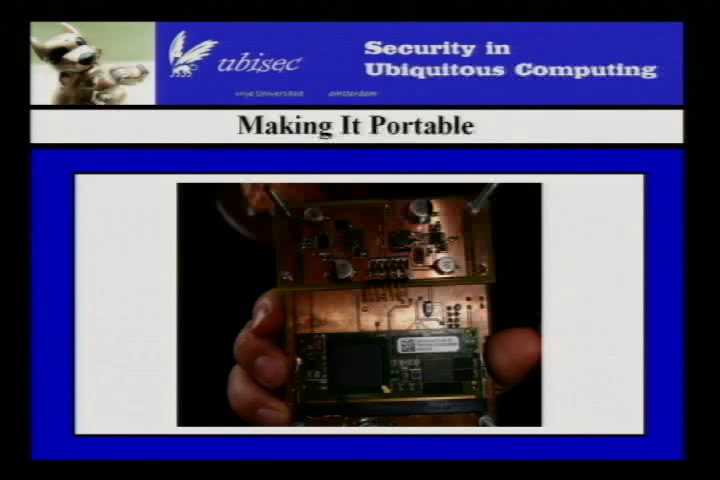 ubisec
Security in
Ubiquitous Computing
vrije Universiteit amsterdam
Making It Portable